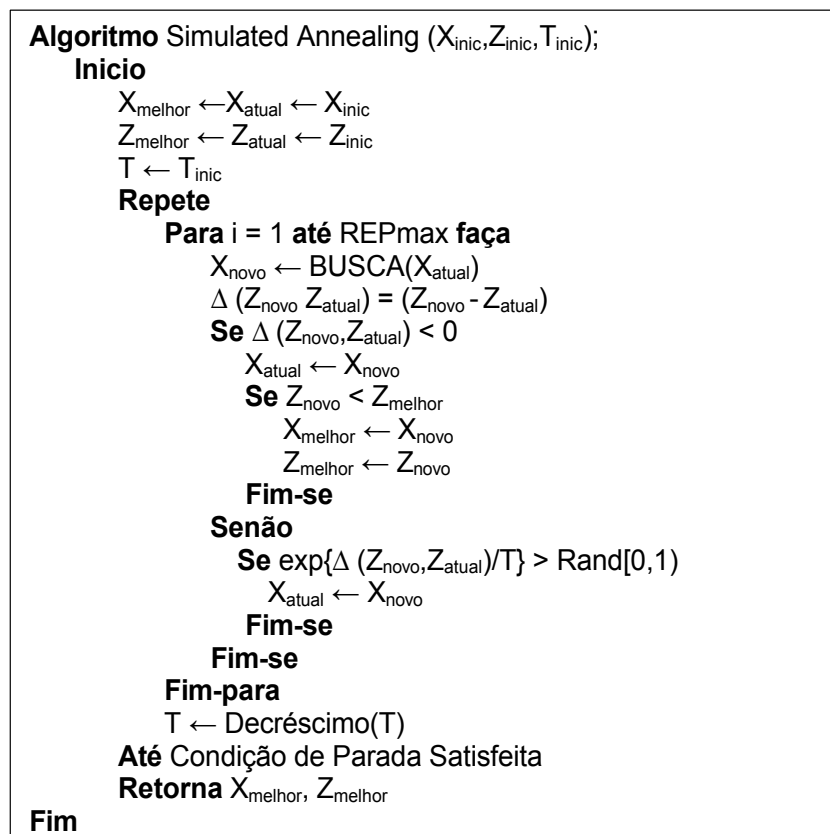 Algoritmo Simulated Annealing (Xinic,Zinic,Tinic);
Inicio
Xmelhor ←Xatual ← Xinic
Zmelhor ← Zatual ← Zinic
T ← Tinic
Repete
Para i = 1 até REPmax faça
Xnovo ← BUSCA(Xatual)
Δ (Znovo Zatual) = (Znovo - Zatual)
Se Δ (Znovo,Zatual) < 0
Xatual ← Xnovo
Se Znovo < Zmelhor
Xmelhor ← Xnovo
Zmelhor ← Znovo
Fim-se
Senão
Se exp{Δ (Znovo,Zatual)/T} > Rand[0,1)
Xatual ← Xnovo
Fim-se
Fim-se
Fim-para
T ← Decréscimo(T)
Até Condição de Parada Satisfeita
Retorna Xmelhor, Zmelhor
Fim